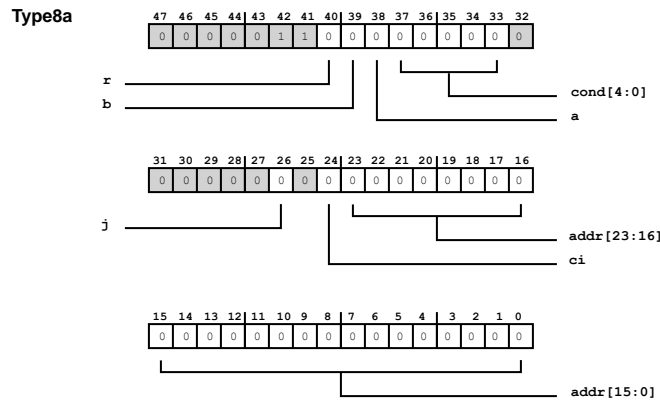 Type8a
47 46 45 44 43 42 41 40 39 38 37 36 35 34 33 32
0 0 0 0 0 1 1 0 0 0 0 0 0 0 0 0
r
cond[4:0]
b
a
31 30 29 28 27 26 25 24 23 22 21 20 19 18 17 16
0 0 0 0 0 0 0 0 0 0 0 0 0 0 0 0
j
addr[23:16]
ci
15 14 13 12 11 10 9 8 7 6 5 4 3 2 1 0
0 0 0 0 0 0 0 0 0 0 0 0 0 0 0 0
addr[15:0]